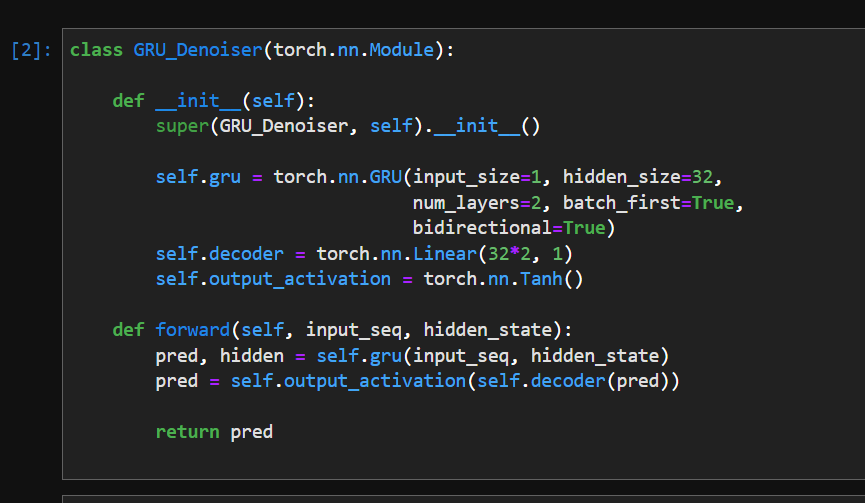 [2]: class GRU_Denoiser(torch.nn.Module):
def __init__(self):
super(GRU_Denoiser, self).__init__()
self.gru = torch.nn.GRU(input_size=1, hidden_size=32,
num_layers=2, batch_first=True,
bidirectional=True)
self.decoder = torch.nn.Linear(32*2, 1)
self.output_activation = torch.nn.Tanh()
def forward(self, input_seq, hidden_state):
pred, hidden = self.gru(input_seq, hidden_state)
pred = self.output_activation(self.decoder(pred))
return pred